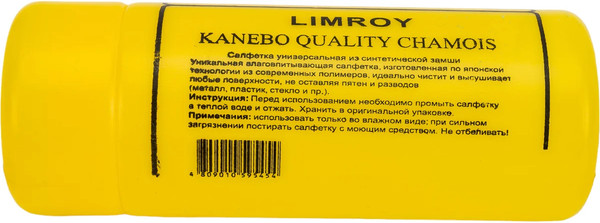 LIMROY
KANEBO QUALITY CHAMOIS
Салфетка универсальная из синтетической замши
Уникальная влаговпитывающая салфетка, изготовленная по японской
технологии из современных полимеров, идеально чистит и высушивает
любые поверхности, не оставляя пятен и разводов
(металл, пластик, стекло и пр.).
Инструкция: Перед использованием необходимо промыть салфетку
в теплой воде и отжать. Хранить в оригинальной упаковке.
Примечания: использовать только во влажном виде; при сильном
загрязнении постирать салфетку с моющим средством. Не отбеливать!
4 809010 595454